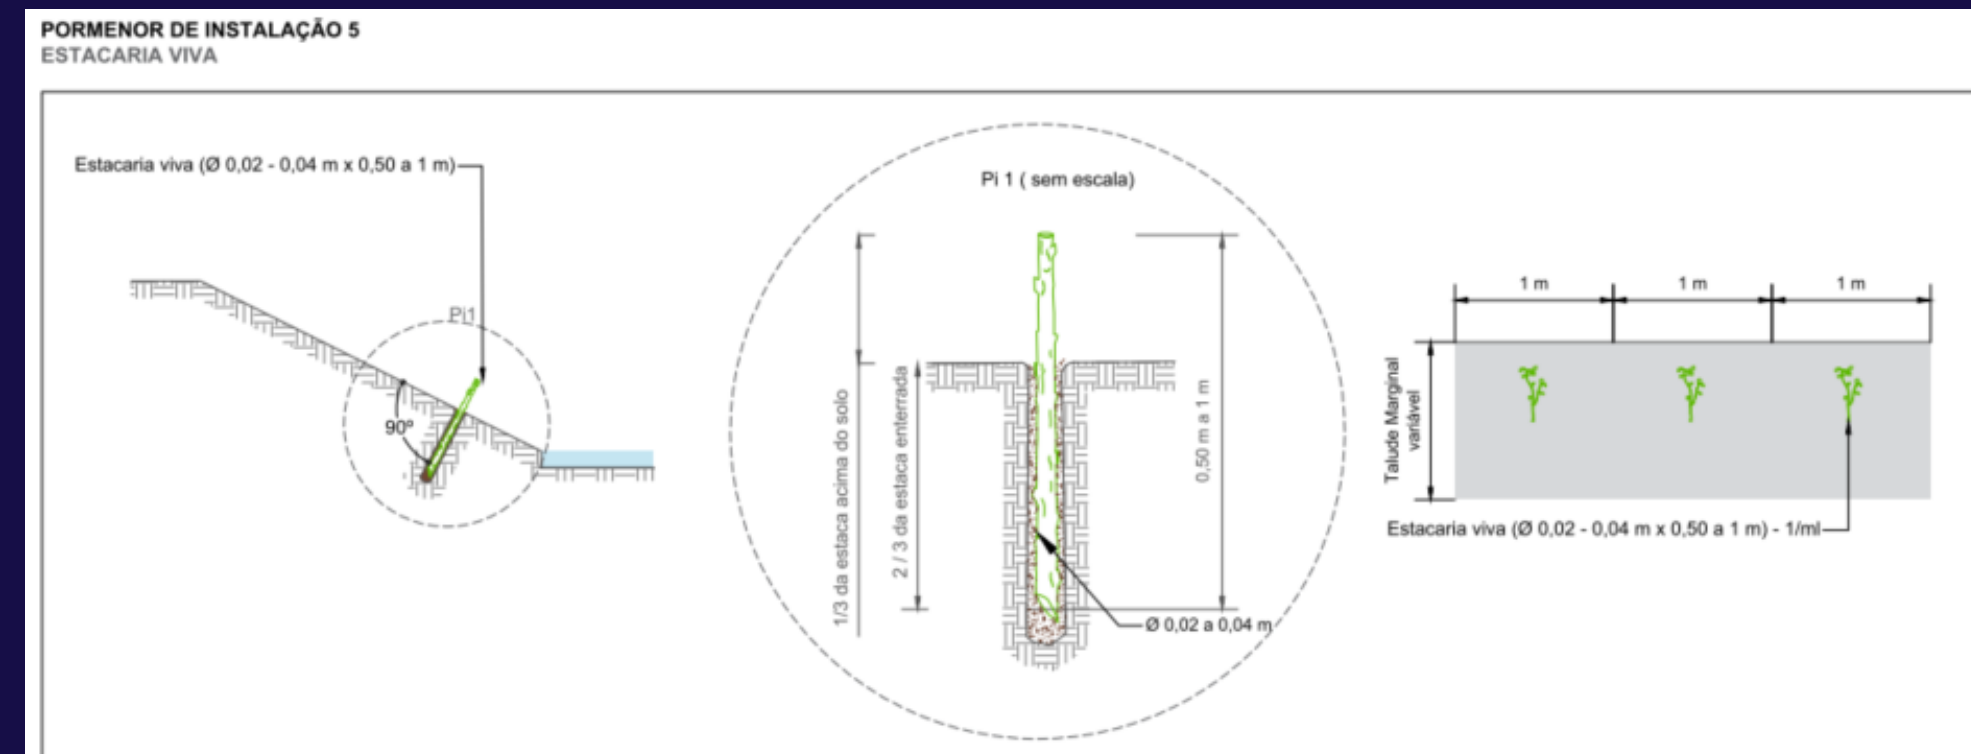 PORMENOR DE INSTALAÇÃO 5
ESTACARIA VIVA
Estacaria viva (Ø 0,02 - 0,04 m x 0,50 a 1 m)
Pi1
90º
Pi 1 ( sem escala)
1/3 da estaca acima do solo
2 / 3 da estaca enterrada
0,50 m a 1 m
Ø 0,02 a 0,04 m
1 m
1 m
1 m
Talude Marginal
variável
Estacaria viva (Ø 0,02 - 0,04 m x 0,50 a 1 m) - 1/ml